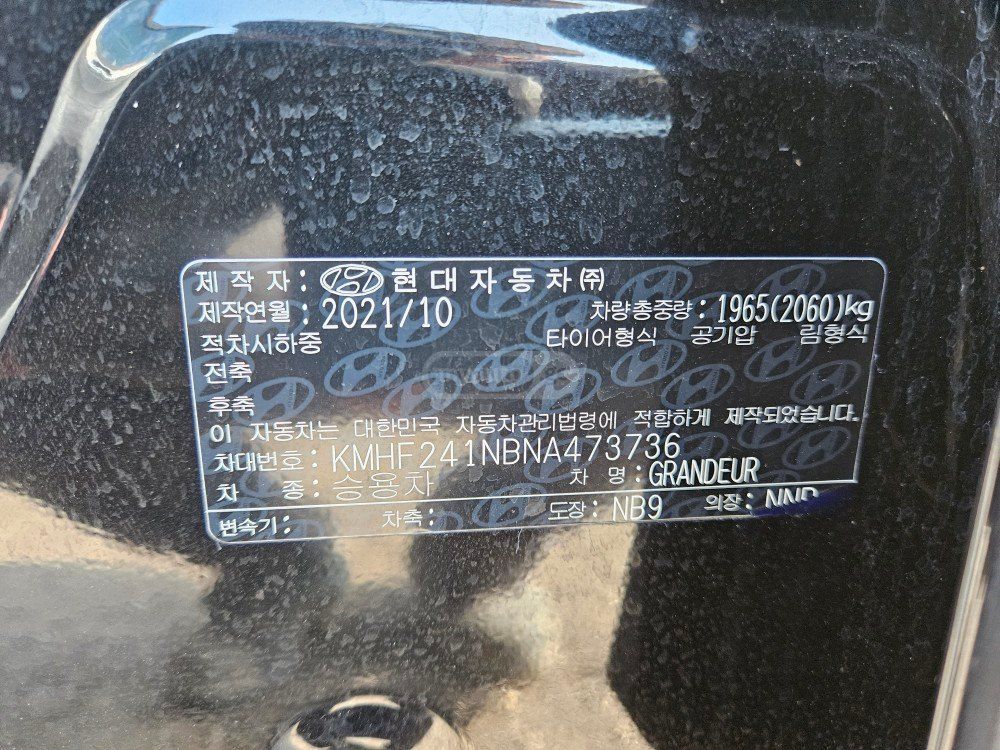 제 작 자 : 현대자동차㈜
제작연월 : 2021/10 차량총중량 : 1965(2060)kg
적차시하중 타이어형식 공기압 림형식
전축
후축
이 자동차는 대한민국 자동차관리법령에 적합하게 제작되었습니다.
차대번호 : KMHF241NBNA473736
차 종 : 승용차 차 명 : GRANDEUR
변속기 : 차축 : 도장 : NB9 의장 :